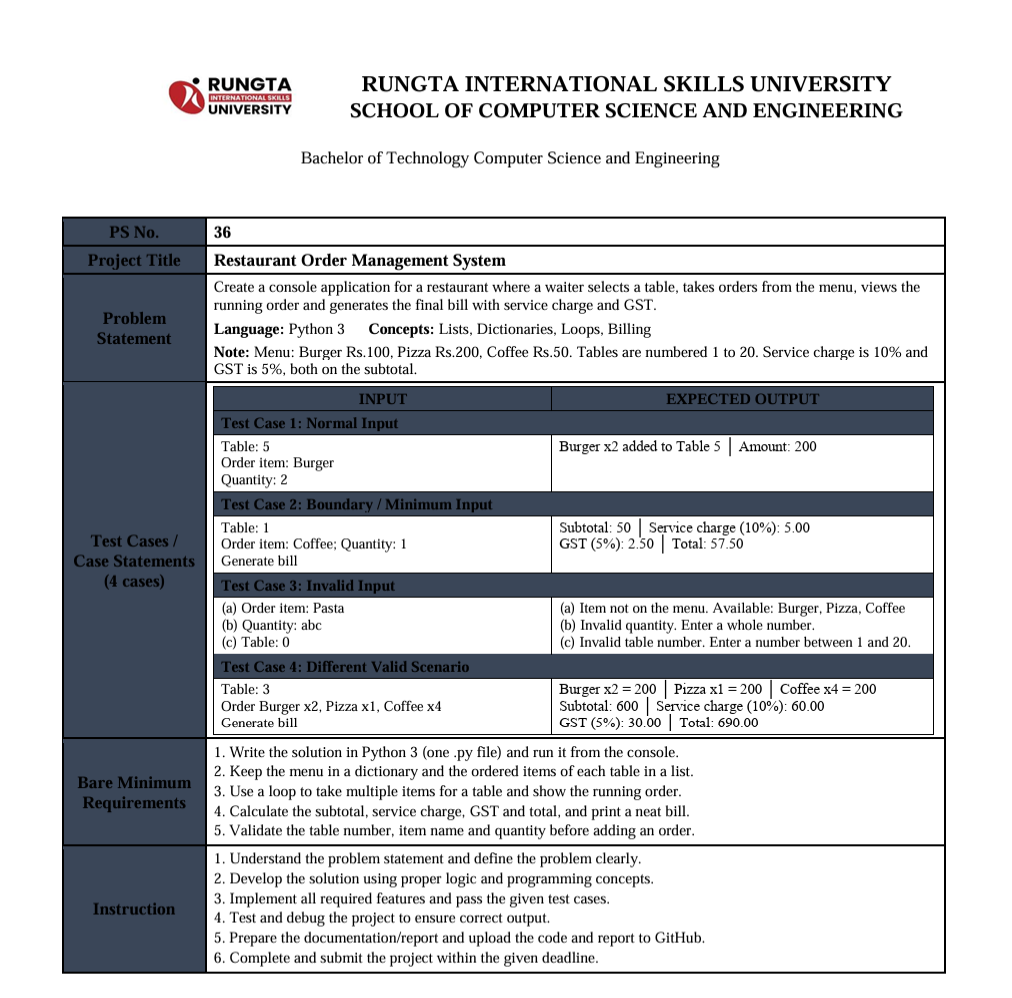 RUNGTA
INTERNATIONAL SKILLS
UNIVERSITY
RUNGTA INTERNATIONAL SKILLS UNIVERSITY
SCHOOL OF COMPUTER SCIENCE AND ENGINEERING
Bachelor of Technology Computer Science and Engineering
PS No.
36
Project Title
Restaurant Order Management System
Problem
Statement
Create a console application for a restaurant where a waiter selects a table, takes orders from the menu, views the
running order and generates the final bill with service charge and GST.
Language: Python 3 Concepts: Lists, Dictionaries, Loops, Billing
Note: Menu: Burger Rs.100, Pizza Rs.200, Coffee Rs.50. Tables are numbered 1 to 20. Service charge is 10% and
GST is 5%, both on the subtotal.
Test Cases /
Case Statements
(4 cases)
INPUT
EXPECTED OUTPUT
Test Case 1: Normal Input
Table: 5
Order item: Burger
Quantity: 2
Burger x2 added to Table 5 | Amount: 200
Test Case 2: Boundary / Minimum Input
Table: 1
Order item: Coffee; Quantity: 1
Generate bill
Subtotal: 50 | Service charge (10%): 5.00
GST (5%): 2.50 | Total: 57.50
Test Case 3: Invalid Input
(a) Order item: Pasta
(b) Quantity: abc
(c) Table: 0
(a) Item not on the menu. Available: Burger, Pizza, Coffee
(b) Invalid quantity. Enter a whole number.
(c) Invalid table number. Enter a number between 1 and 20.
Test Case 4: Different Valid Scenario
Table: 3
Order Burger x2, Pizza x1, Coffee x4
Generate bill
Burger x2 = 200 | Pizza x1 = 200 | Coffee x4 = 200
Subtotal: 600 | Service charge (10%): 60.00
GST (5%): 30.00 | Total: 690.00
Bare Minimum
Requirements
1. Write the solution in Python 3 (one .py file) and run it from the console.
2. Keep the menu in a dictionary and the ordered items of each table in a list.
3. Use a loop to take multiple items for a table and show the running order.
4. Calculate the subtotal, service charge, GST and total, and print a neat bill.
5. Validate the table number, item name and quantity before adding an order.
Instruction
1. Understand the problem statement and define the problem clearly.
2. Develop the solution using proper logic and programming concepts.
3. Implement all required features and pass the given test cases.
4. Test and debug the project to ensure correct output.
5. Prepare the documentation/report and upload the code and report to GitHub.
6. Complete and submit the project within the given deadline.